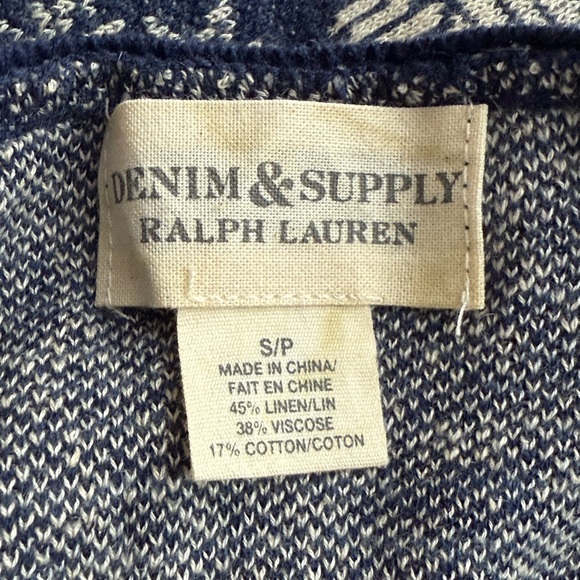 DENIM & SUPPLY
RALPH LAUREN
S/P
MADE IN CHINA/
FAIT EN CHINE
45% LINEN/LIN
38% VISCOSE
17% COTTON/COTON